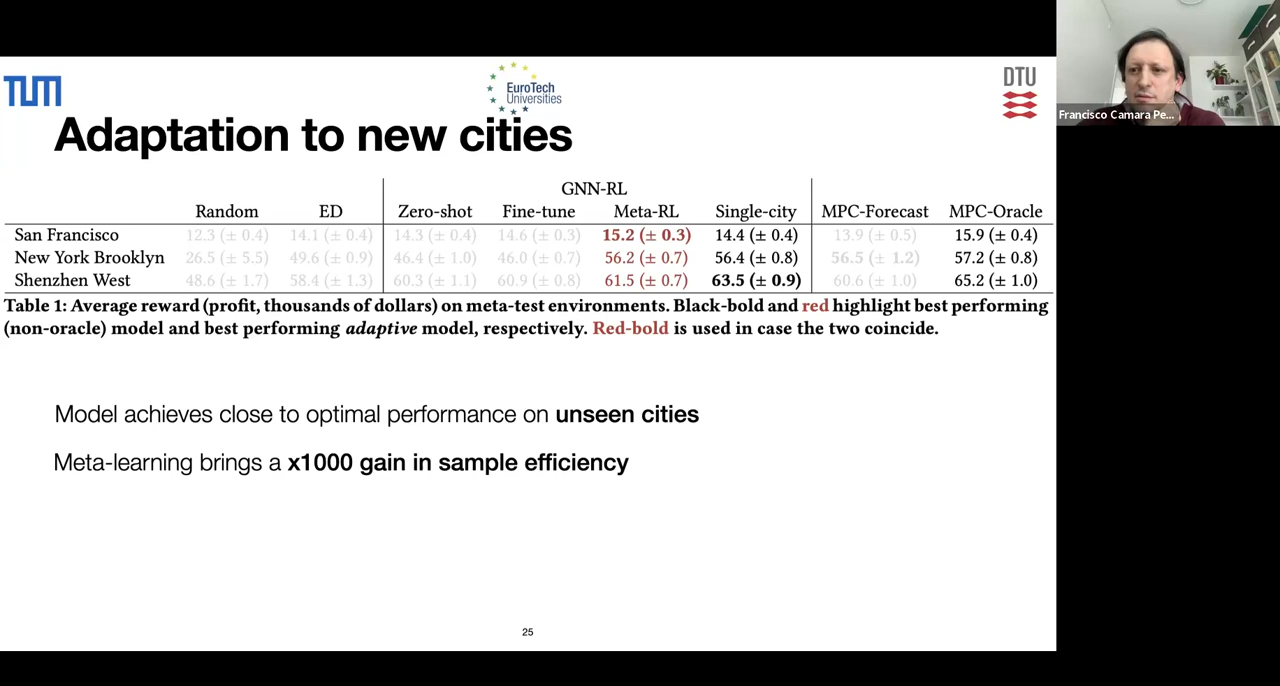 TUM
EuroTech
Universities
DTU
Francisco Camara Pe...
Adaptation to new cities
GNN-RL
Random ED Zero-shot Fine-tune Meta-RL Single-city MPC-Forecast MPC-Oracle
San Francisco 12.3 (± 0.4) 14.1 (± 0.4) 14.3 (± 0.4) 14.6 (± 0.3) 15.2 (± 0.3) 14.4 (± 0.4) 13.9 (± 0.5) 15.9 (± 0.4)
New York Brooklyn 26.5 (± 5.5) 49.6 (± 0.9) 46.4 (± 1.0) 46.0 (± 0.7) 56.2 (± 0.7) 56.4 (± 0.8) 56.5 (± 1.2) 57.2 (± 0.8)
Shenzhen West 48.6 (± 1.7) 58.4 (± 1.3) 60.3 (± 1.1) 60.9 (± 0.8) 61.5 (± 0.7) 63.5 (± 0.9) 60.6 (± 1.0) 65.2 (± 1.0)
Table 1: Average reward (profit, thousands of dollars) on meta-test environments. Black-bold and red highlight best performing
(non-oracle) model and best performing adaptive model, respectively. Red-bold is used in case the two coincide.
Model achieves close to optimal performance on unseen cities
Meta-learning brings a x1000 gain in sample efficiency
25